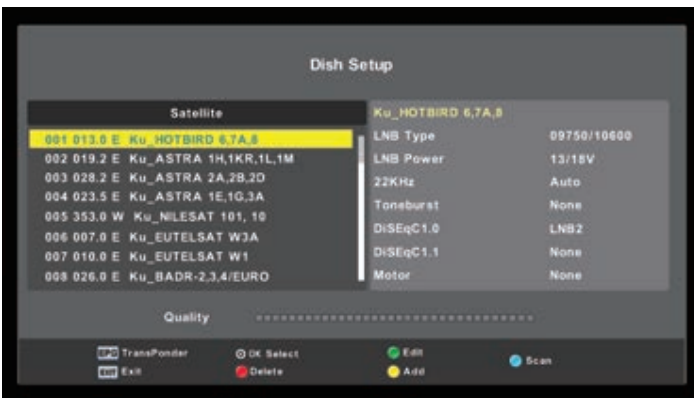 Dish Setup
Satellite
001 013.0 E Ku_HOTBIRD 6,7A,8
002 019.2 E Ku_ASTRA 1H,1KR,1L,1M
003 028.2 E Ku_ASTRA 2A,2B,2D
004 023.5 E Ku_ASTRA 1E,1G,3A
005 353.0 W Ku_NILESAT 101, 10
006 007.0 E Ku_EUTELSAT W3A
007 010.0 E Ku_EUTELSAT W1
008 026.0 E Ku_BADR-2,3,4/EURO
Ku_HOTBIRD 6,7A,8
LNB Type 09750/10600
LNB Power 13/18V
22KHz Auto
Toneburst None
DiSEqC1.0 LNB2
DiSEqC1.1 None
Motor None
Quality
EPG TransPonder OK Select Edit Scan
EXIT Exit Delete Add